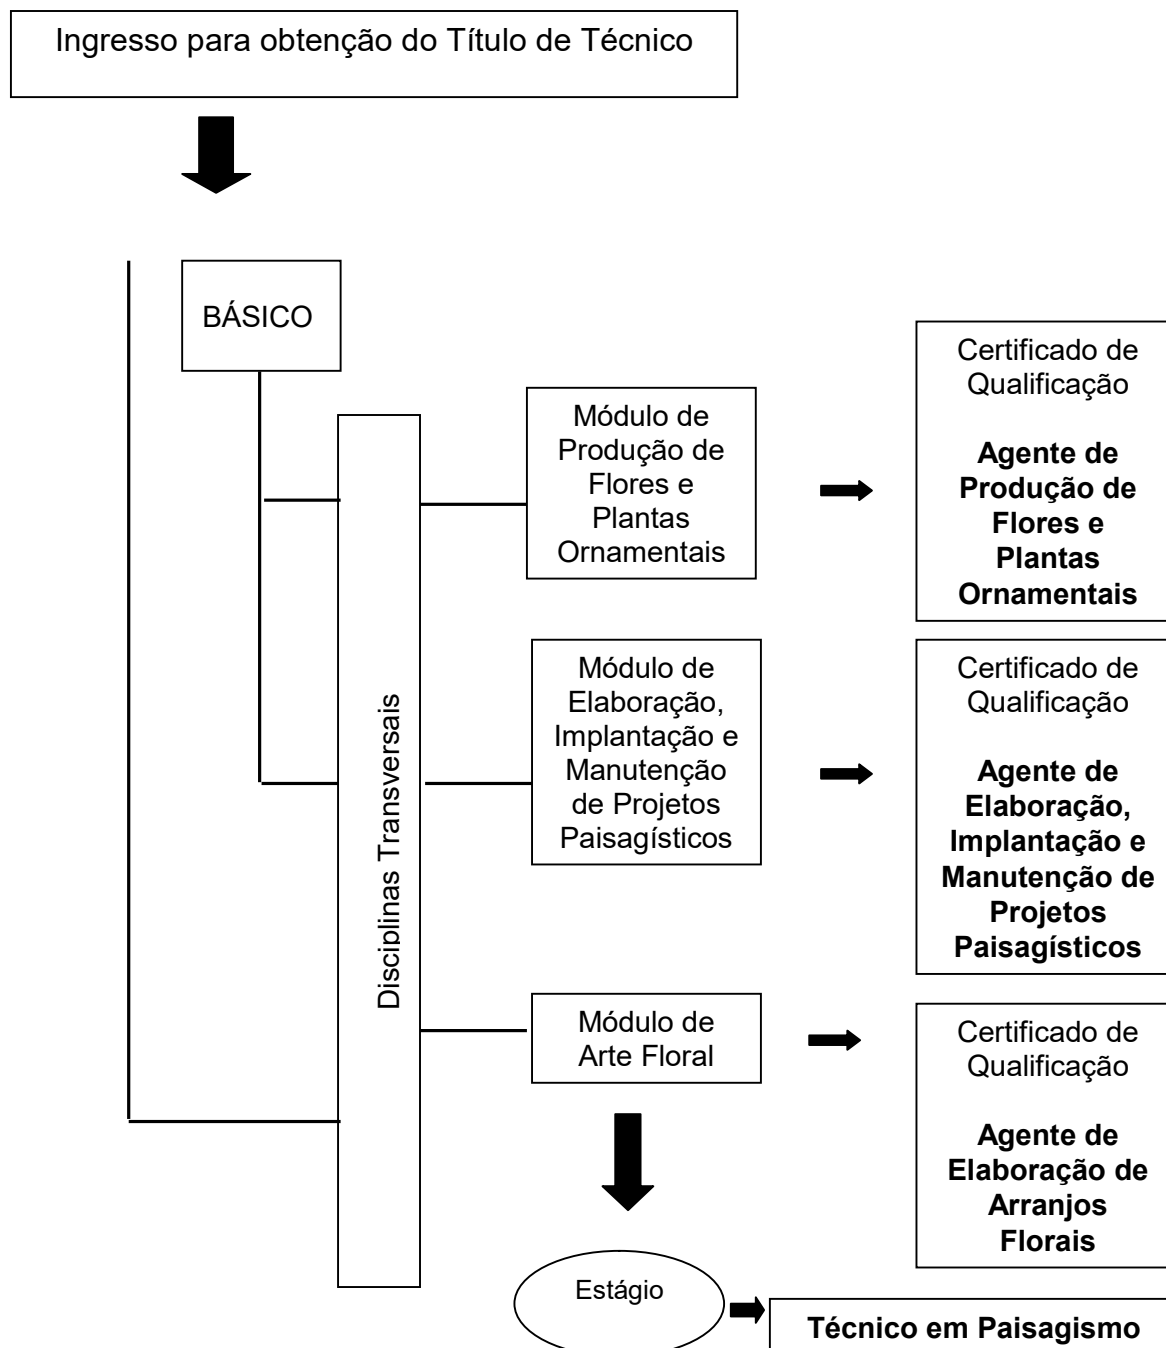 Ingresso para obtenção do Título de Técnico
BÁSICO
Disciplinas Transversais
Módulo de
Produção de
Flores e
Plantas
Ornamentais
Certificado de
Qualificação
Agente de
Produção de
Flores e
Plantas
Ornamentais
Módulo de
Elaboração,
Implantação e
Manutenção
de Projetos
Paisagísticos
Certificado de
Qualificação
Agente de
Elaboração,
Implantação e
Manutenção de
Projetos
Paisagísticos
Módulo de
Arte Floral
Certificado de
Qualificação
Agente de
Elaboração de
Arranjos
Florais
Estágio
Técnico em Paisagismo